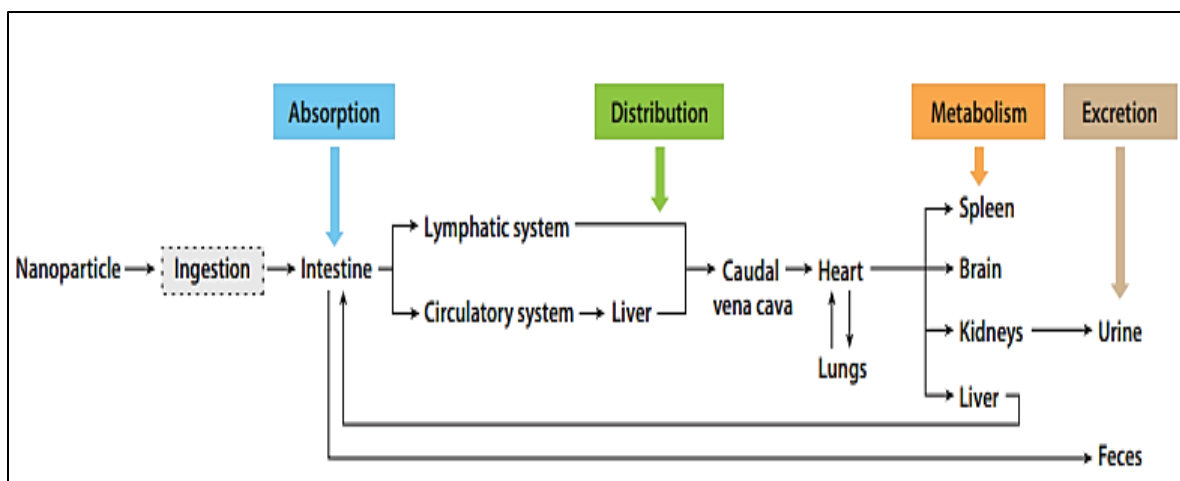 Absorption
Distribution
Metabolism
Excretion
Spleen
Lymphatic system
Nanoparticle
Ingestion
Intestine
Caudal
vena cava
Heart
Brain
Circulatory system
Liver
Kidneys
Urine
Lungs
Liver
Feces